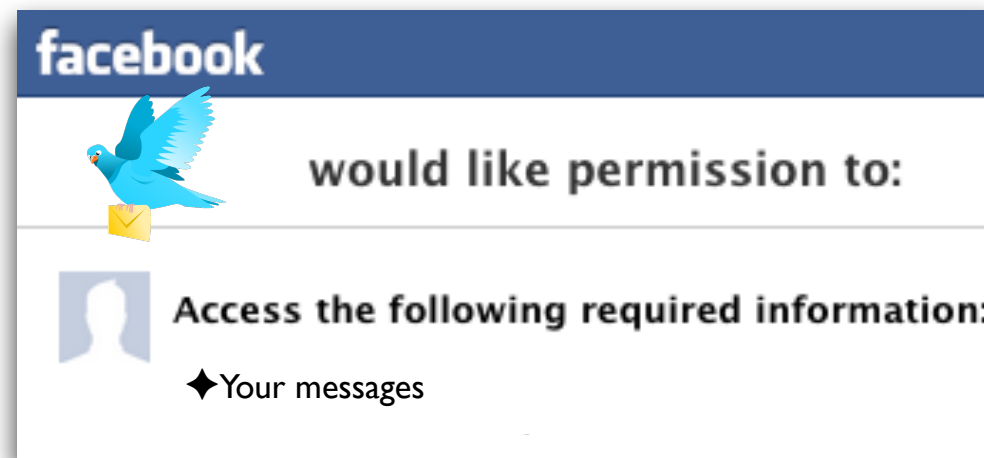 facebook
would like permission to:
Access the following required information:
✦Your messages